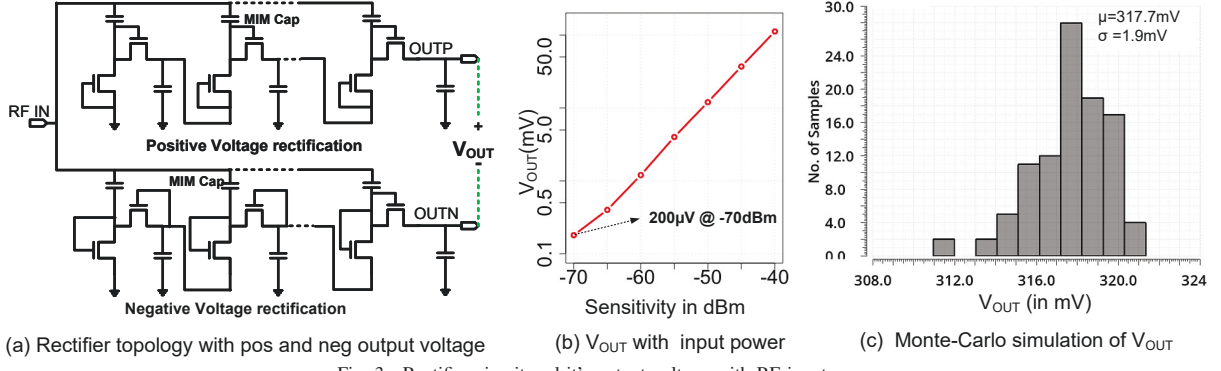 MIM Cap
OUTP
RF IN
Positive Voltage rectification
+
VOUT
-
MIM Cap
OUTN
Negative Voltage rectification
(a) Rectifier topology with pos and neg output voltage
VOUT(mV)
50.0
5.0
0.5
0.1
200µV @ -70dBm
-70 -60 -50 -40
Sensitivity in dBm
(b) VOUT with input power
µ=317.7mV
σ =1.9mV
No. of Samples
30.0
24.0
20.0
16.0
12.0
8.0
4.0
0.0
308.0 312.0 316.0 320.0 324
VOUT (in mV)
(c) Monte-Carlo simulation of VOUT